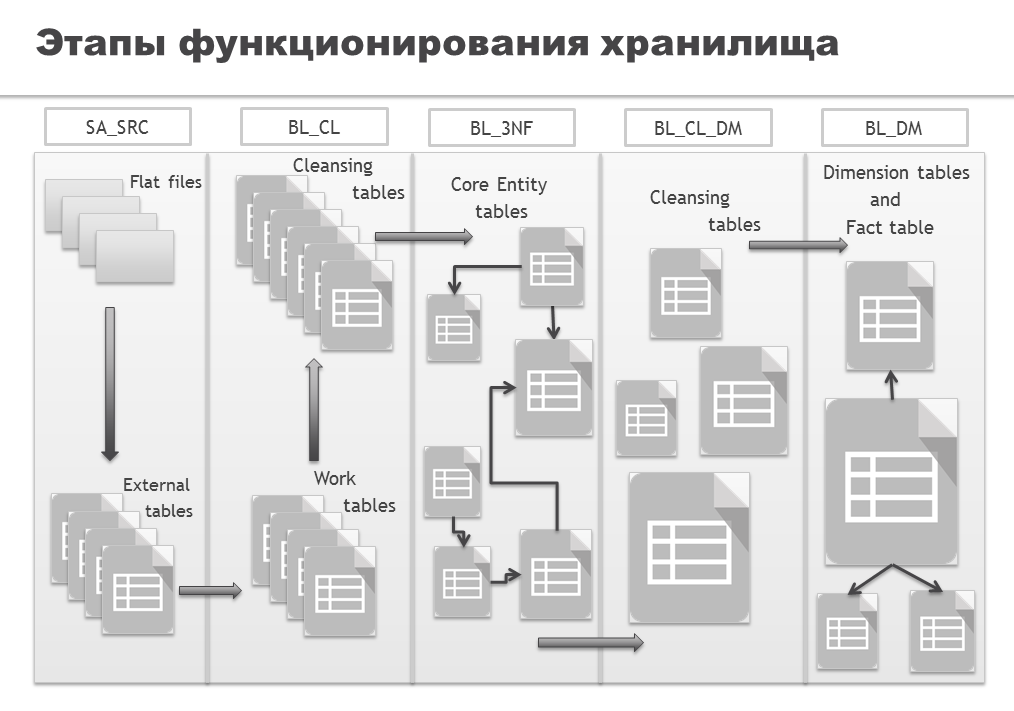 Этапы функционирования хранилища
SA_SRC
BL_CL
BL_3NF
BL_CL_DM
BL_DM
Flat files
External
tables
Cleansing
tables
Work
tables
Core Entity
tables
Cleansing
tables
Dimension tables
and
Fact table